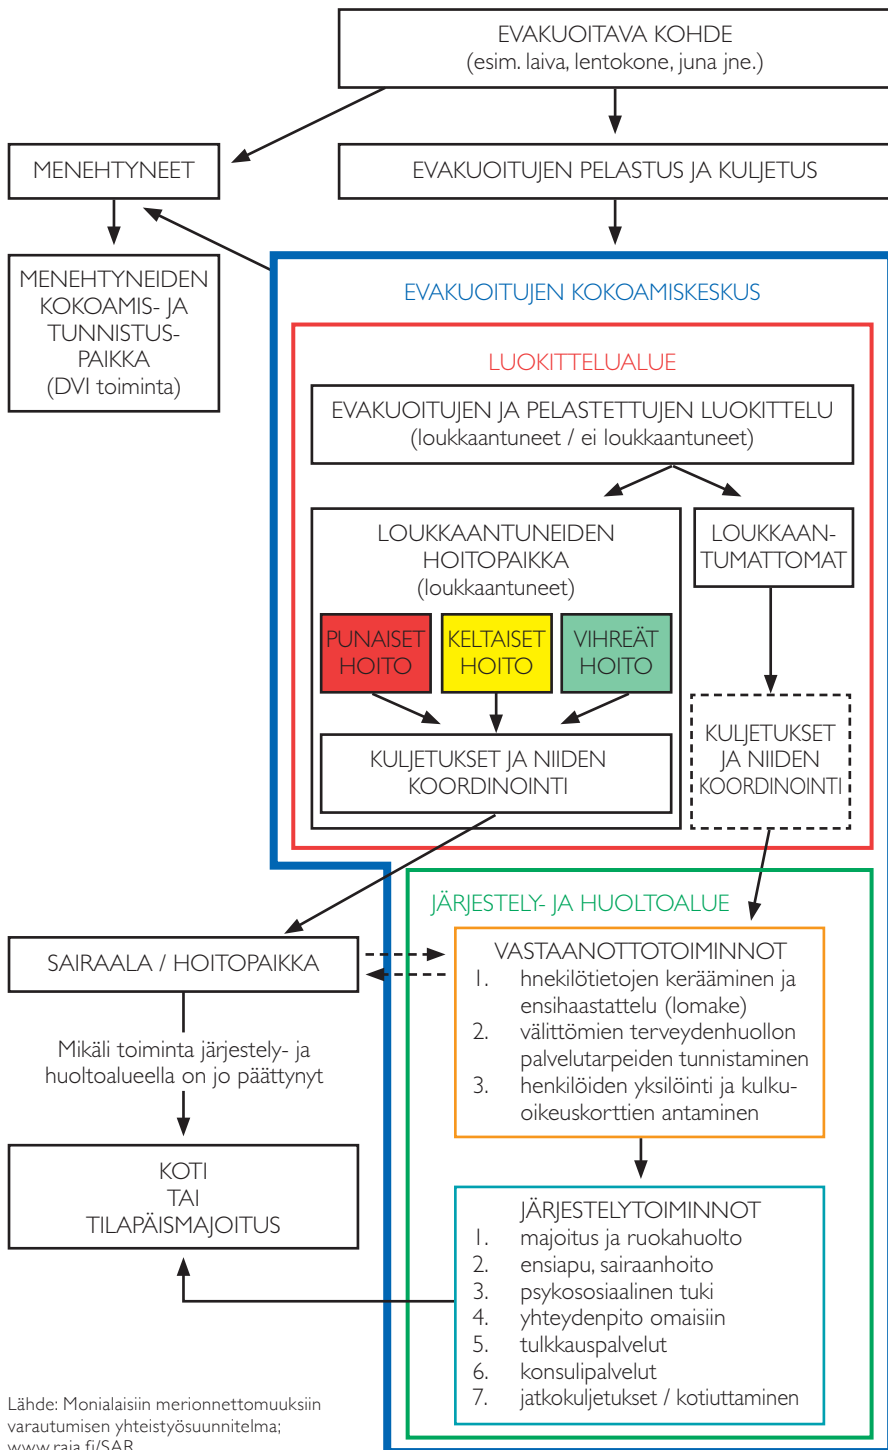 EVAKUOITAVA KOHDE
(esim. laiva, lentokone, juna jne.)
MENEHTYNEET
EVAKUOITUJEN PELASTUS JA KULJETUS
MENEHTYNEIDEN
KOKOAMIS- JA
TUNNISTUS-
PAIKKA
(DVI toiminta)
EVAKUOITUJEN KOKOAMISKESKUS
LUOKITTELUALUE
EVAKUOITUJEN JA PELASTETTUJEN LUOKITTELU
(loukkaantuneet / ei loukkaantuneet)
LOUKKAANTUNEIDEN
HOITOPAIKKA
(loukkaantuneet)
LOUKKAAN-
TUMATTOMAT
PUNAISET
HOITO
KELTAISET
HOITO
VIHREÄT
HOITO
KULJETUKSET JA NIIDEN
KOORDINOINTI
KULJETUKSET
JA NIIDEN
KOORDINOINTI
JÄRJESTELY- JA HUOLTOALUE
SAIRAALA / HOITOPAIKKA
VASTAANOTTOTOIMINNOT
1. hnekilötietojen kerääminen ja
ensihaastattelu (lomake)
2. välittömien terveydenhuollon
palvelutarpeiden tunnistaminen
3. henkilöiden yksilöinti ja kulku-
oikeuskorttien antaminen
Mikäli toiminta järjestely- ja
huoltoalueella on jo päättynyt
KOTI
TAI
TILAPÄISMAJOITUS
JÄRJESTELYTOIMINNOT
1. majoitus ja ruokahuolto
2. ensiapu, sairaanhoito
3. psykososiaalinen tuki
4. yhteydenpito omaisiin
5. tulkkauspalvelut
6. konsulipalvelut
7. jatkokuljetukset / kotiuttaminen
Lähde: Monialaisiin merionnettomuuksiin
varautumisen yhteistyösuunnitelma;
www.raja.fi/SAR